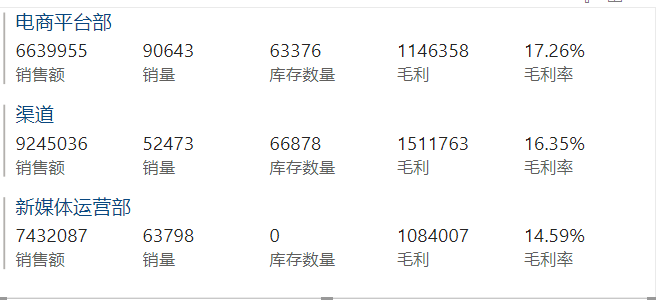 电商平台部
6639955 90643 63376 1146358 17.26%
销售额 销量 库存数量 毛利 毛利率
渠道
9245036 52473 66878 1511763 16.35%
销售额 销量 库存数量 毛利 毛利率
新媒体运营部
7432087 63798 0 1084007 14.59%
销售额 销量 库存数量 毛利 毛利率